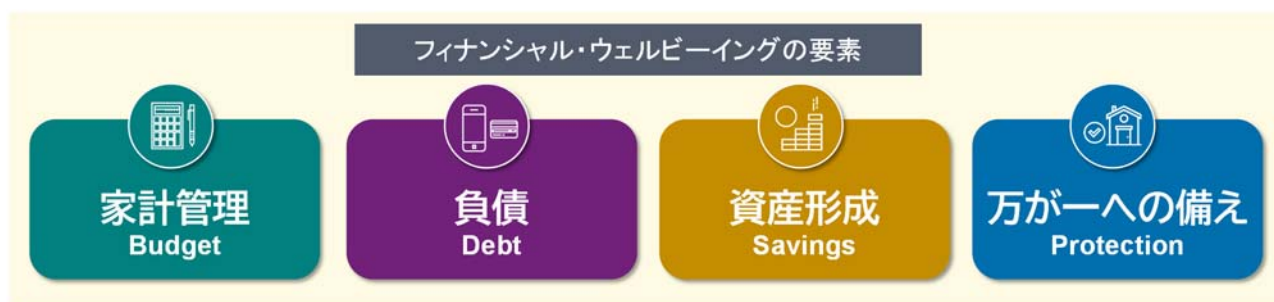 フィナンシャル・ウェルビーイングの要素
家計管理
Budget
負債
Debt
資産形成
Savings
万が一への備え
Protection